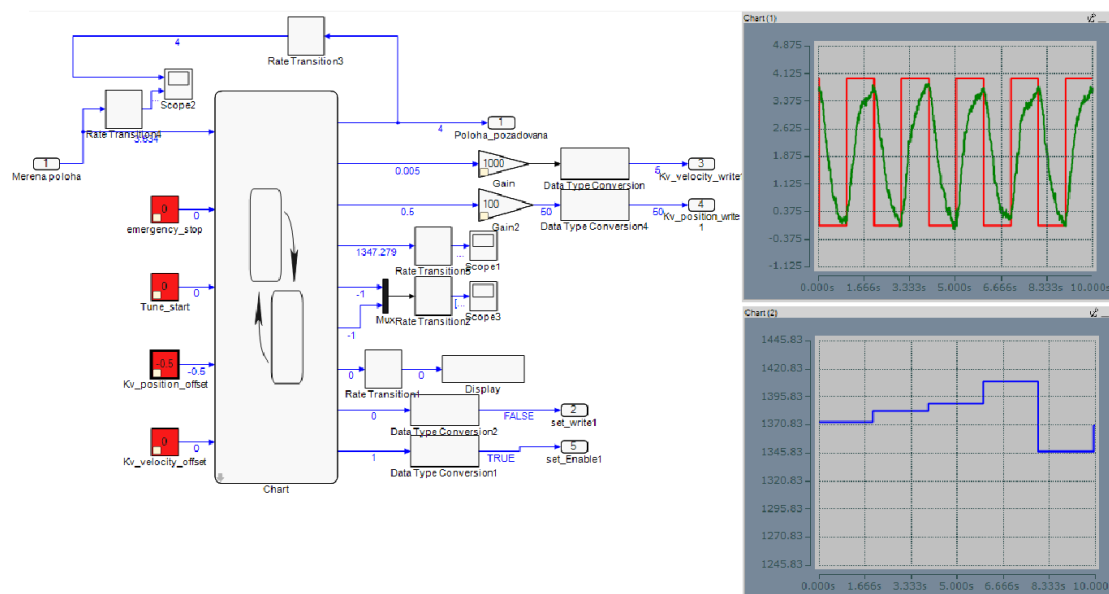 4
Rate Transition3
Scope2
...
Rate Transition4
3.834
1
Merena poloha
0
emergency_stop
0
0
Tune_start
0
-0.5
Kv_position_offset
-0.5
0
Kv_velocity_offset
0
Chart
4
1
Poloha_pozadovana
0.005
1000
Gain
Data Type Conversion
5
3
Kv_velocity_write1
0.5
100
Gain2
50
Data Type Conversion4
50
4
Kv_position_write
1
1347.279
Rate Transition5
...
Scope1
-1
-1
Mux
Rate Transition2
Scope3
0
Rate Transition1
0
Display
0
Data Type Conversion2
FALSE
2
set_write1
1
Data Type Conversion1
TRUE
5
set_Enable1
Chart (1)
4.875
4.125
3.375
2.625
1.875
1.125
0.375
-0.375
-1.125
0.000s 1.666s 3.333s 5.000s 6.666s 8.333s 10.000s
Chart (2)
1445.83
1420.83
1395.83
1370.83
1345.83
1320.83
1295.83
1270.83
1245.83
0.000s 1.666s 3.333s 5.000s 6.666s 8.333s 10.000